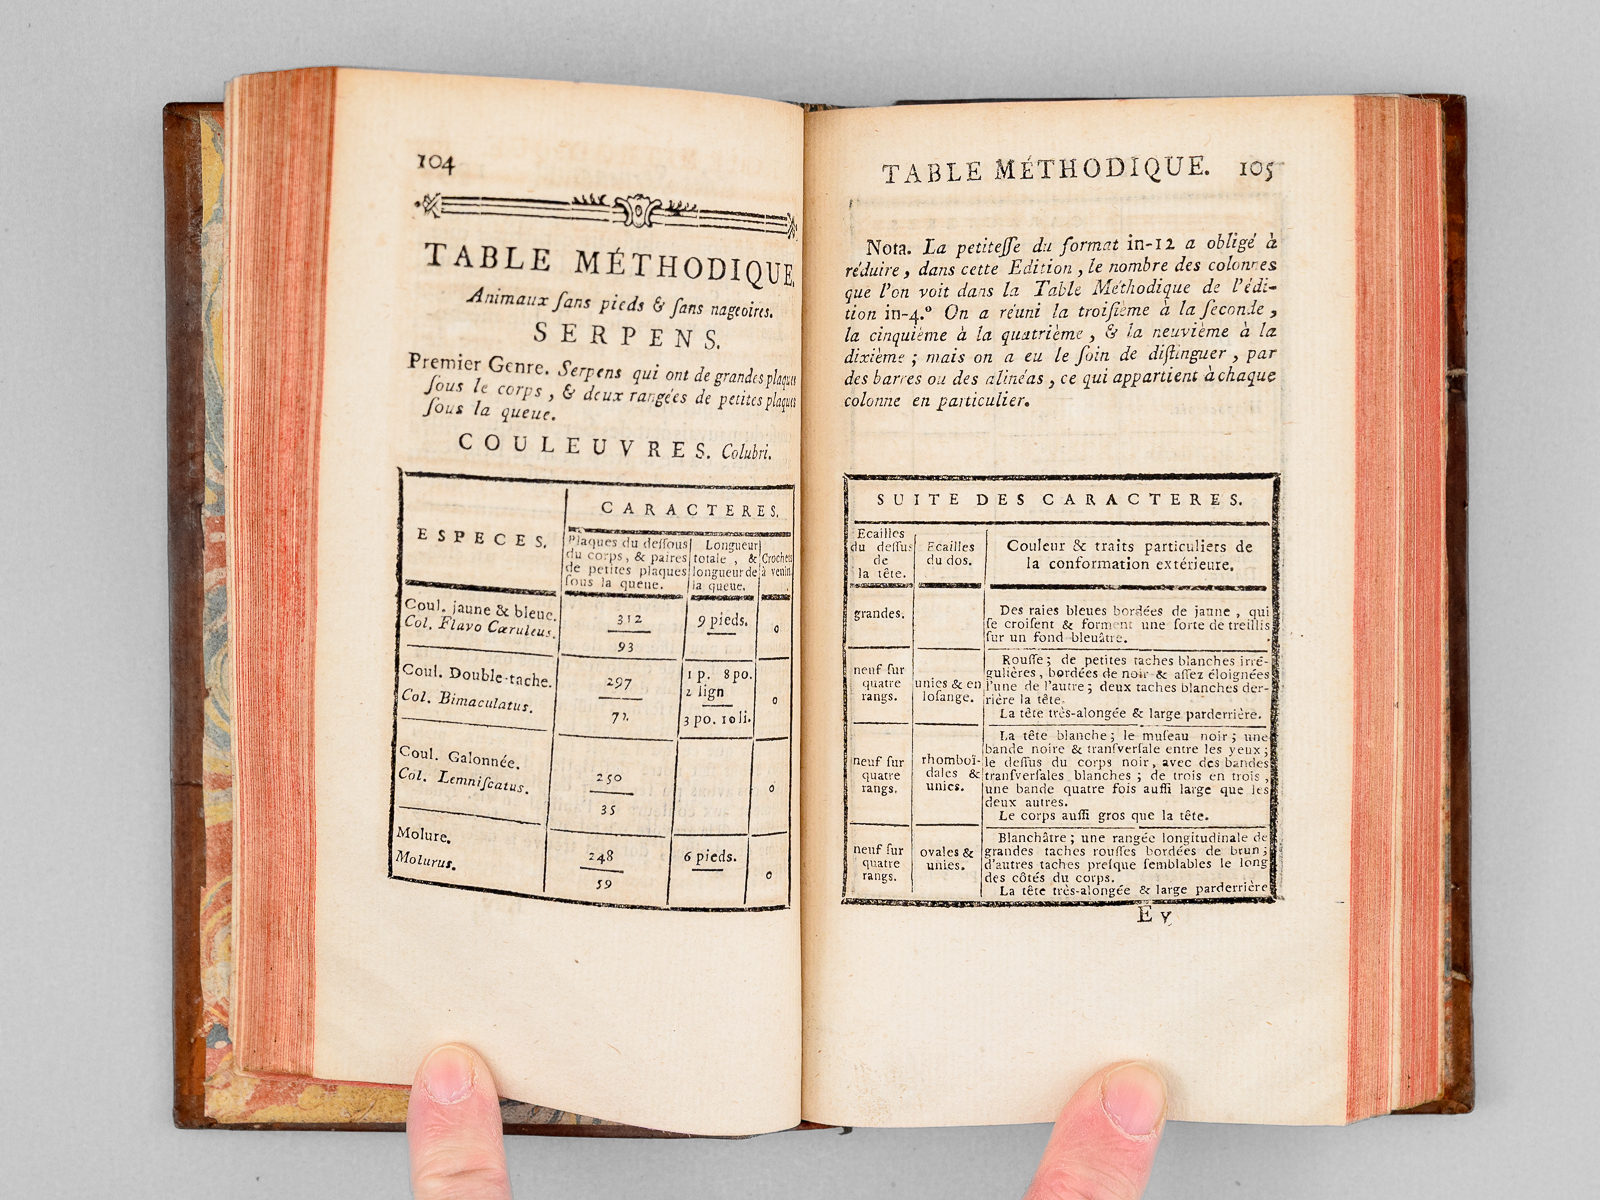 104
TABLE MÉTHODIQUE.
Animaux ſans pieds & ſans nageoires.
SERPENS.
Premier Genre. Serpens qui ont de grandes plaques
ſous le corps, & deux rangées de petites plaques
ſous la queue.
COULEUVRES. Colubri.
ESPECES.
CARACTERES.
Plaques du deſſous
du corps, & paires
de petites plaques
ſous la queue.
Longueur
totale, &
longueur de
la queue.
Crochets
à venin.
Coul. jaune & bleue.
Col. Flavo Cæruleus.
312
93
9 pieds.
0
Coul. Double-tache.
Col. Bimaculatus.
297
72
1 p. 8 po.
2 lign
3 po. 10 li.
0
Coul. Galonnée.
Col. Lemniſcatus.
250
35
0
Molure.
Molurus.
248
59
6 pieds.
0
TABLE MÉTHODIQUE. 105
Nota. La petiteſſe du format in-12 a obligé à
réduire, dans cette Edition, le nombre des colonnes
que l'on voit dans la Table Méthodique de l'édi-
tion in-4.° On a réuni la troiſième à la ſeconde,
la cinquième à la quatrième, & la neuvième à la
dixième; mais on a eu le ſoin de diſtinguer, par
des barres ou des alinéas, ce qui appartient à chaque
colonne en particulier.
SUITE DES CARACTERES.
Ecailles
du deſſus
de
la tête.
Ecailles
du dos.
Couleur & traits particuliers de
la conformation extérieure.
grandes.
Des raies bleues bordées de jaune, qui
ſe croiſent & forment une ſorte de treillis
ſur un fond bleuâtre.
neuf ſur
quatre
rangs.
unies & en
loſange.
Rouſſe; de petites taches blanches irré-
gulières, bordées de noir & aſſez éloignées
l'une de l'autre; deux taches blanches der-
rière la tête.
La tête très-alongée & large parderrière.
neuf ſur
quatre
rangs.
rhomboï-
dales &
unies.
La tête blanche; le muſeau noir; une
bande noire & tranſverſale entre les yeux;
le deſſus du corps noir, avec des bandes
tranſverſales blanches; de trois en trois,
une bande quatre fois auſſi large que les
deux autres.
Le corps auſſi gros que la tête.
neuf ſur
quatre
rangs.
ovales &
unies.
Blanchâtre; une rangée longitudinale de
grandes taches rouſſes bordées de brun;
d'autres taches preſque ſemblables le long
des côtés du corps.
La tête très-alongée & large parderrière
E v